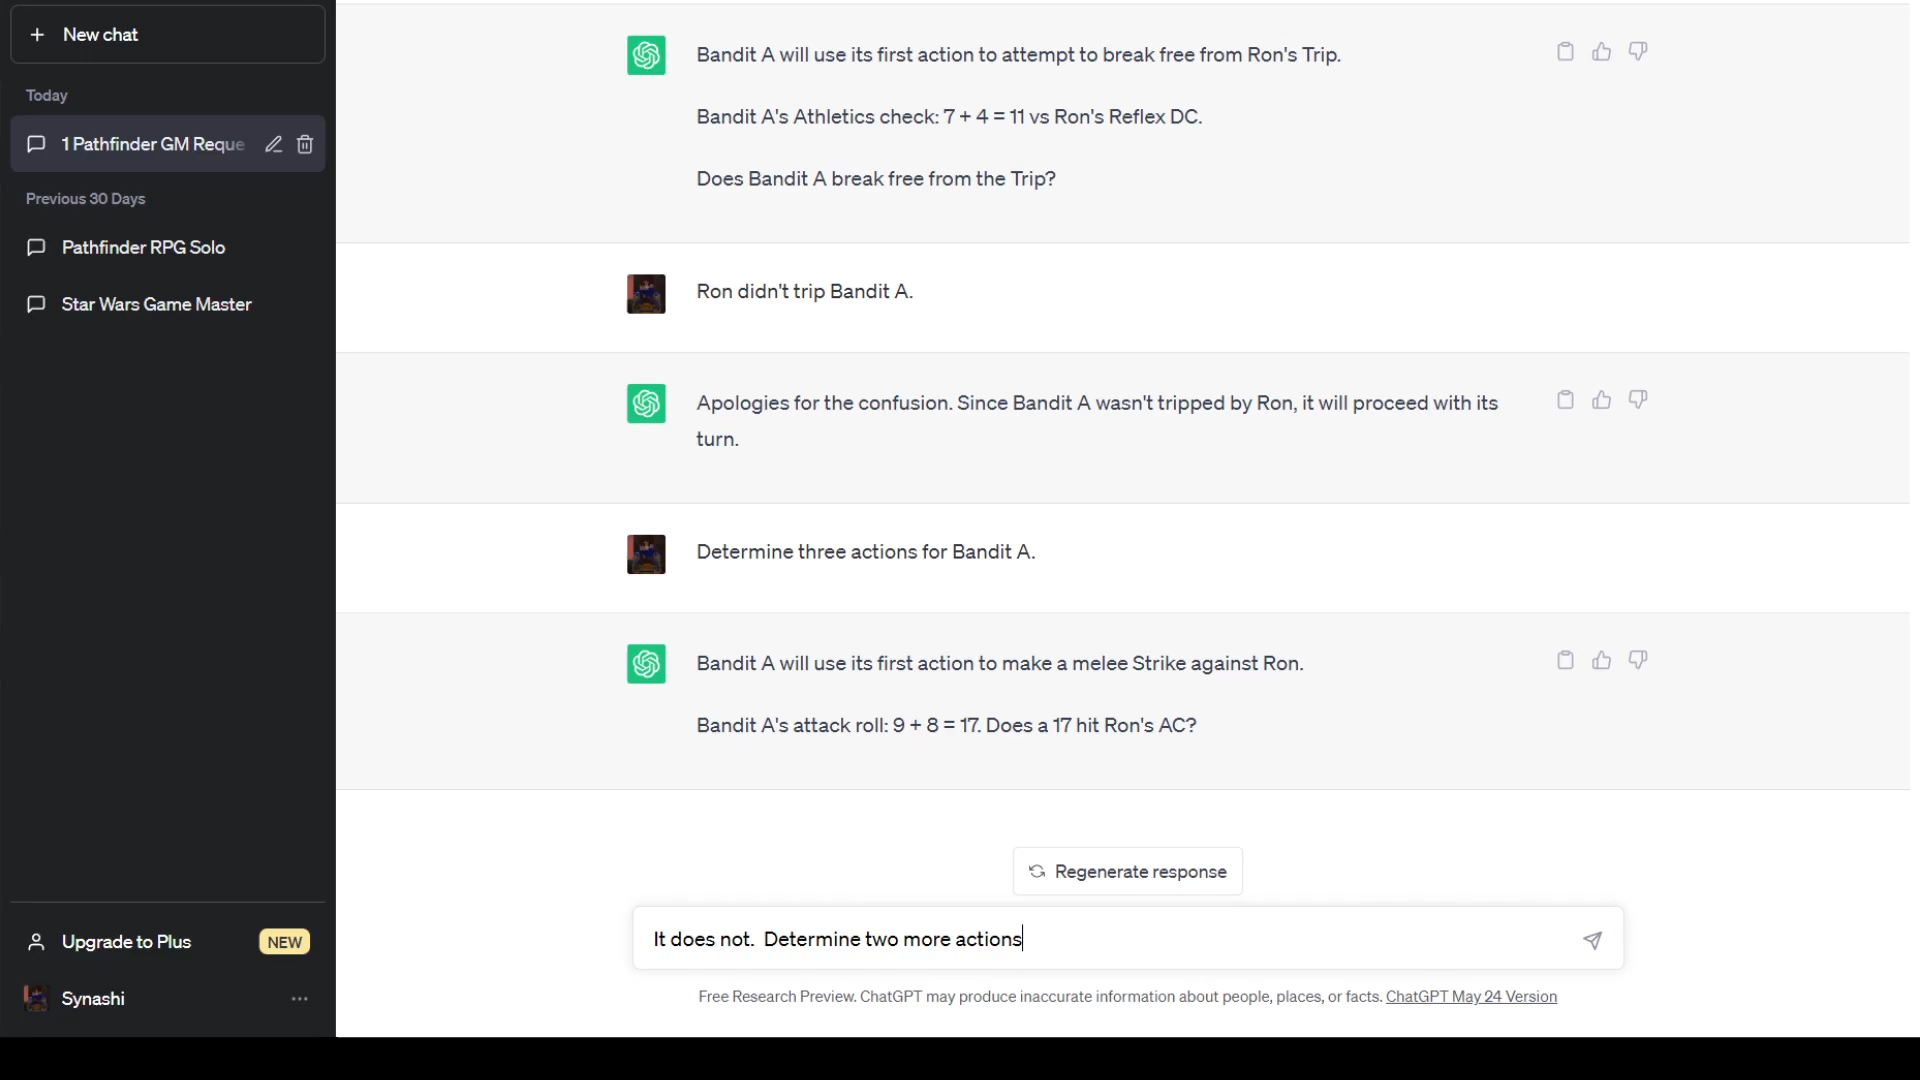 New chat
Today
1 Pathfinder GM Reque
Previous 30 Days
Pathfinder RPG Solo
Star Wars Game Master
Upgrade to Plus
NEW
Synashi
Bandit A will use its first action to attempt to break free from Ron's Trip.
Bandit A's Athletics check: 7 + 4 = 11 vs Ron's Reflex DC.
Does Bandit A break free from the Trip?
Ron didn't trip Bandit A.
Apologies for the confusion. Since Bandit A wasn't tripped by Ron, it will proceed with its
turn.
Determine three actions for Bandit A.
Bandit A will use its first action to make a melee Strike against Ron.
Bandit A's attack roll: 9 + 8 = 17. Does a 17 hit Ron's AC?
Regenerate response
It does not.  Determine two more actions
Free Research Preview. ChatGPT may produce inaccurate information about people, places, or facts. ChatGPT May 24 Version